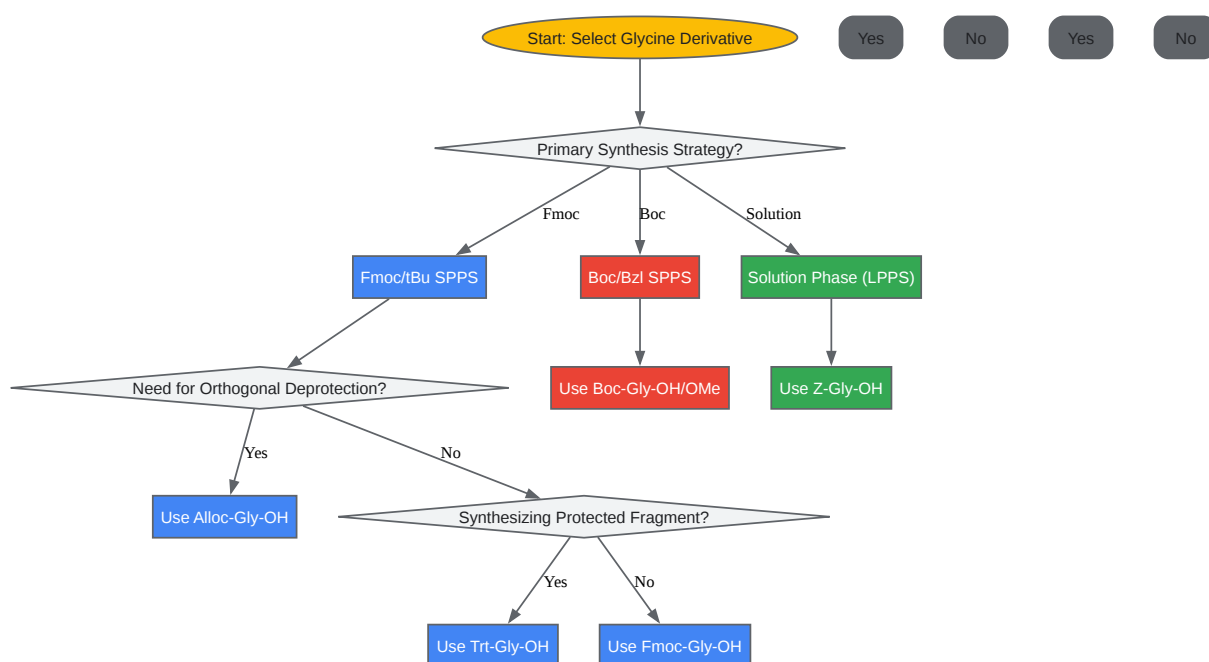 Start: Select Glycine Derivative
Yes
No
Yes
No
Primary Synthesis Strategy?
Fmoc
Boc
Solution
Fmoc/tBu SPPS
Boc/Bzl SPPS
Solution Phase (LPPS)
Need for Orthogonal Deprotection?
Use Boc-Gly-OH/OMe
Use Z-Gly-OH
Yes
No
Use Alloc-Gly-OH
Synthesizing Protected Fragment?
Yes
No
Use Trt-Gly-OH
Use Fmoc-Gly-OH